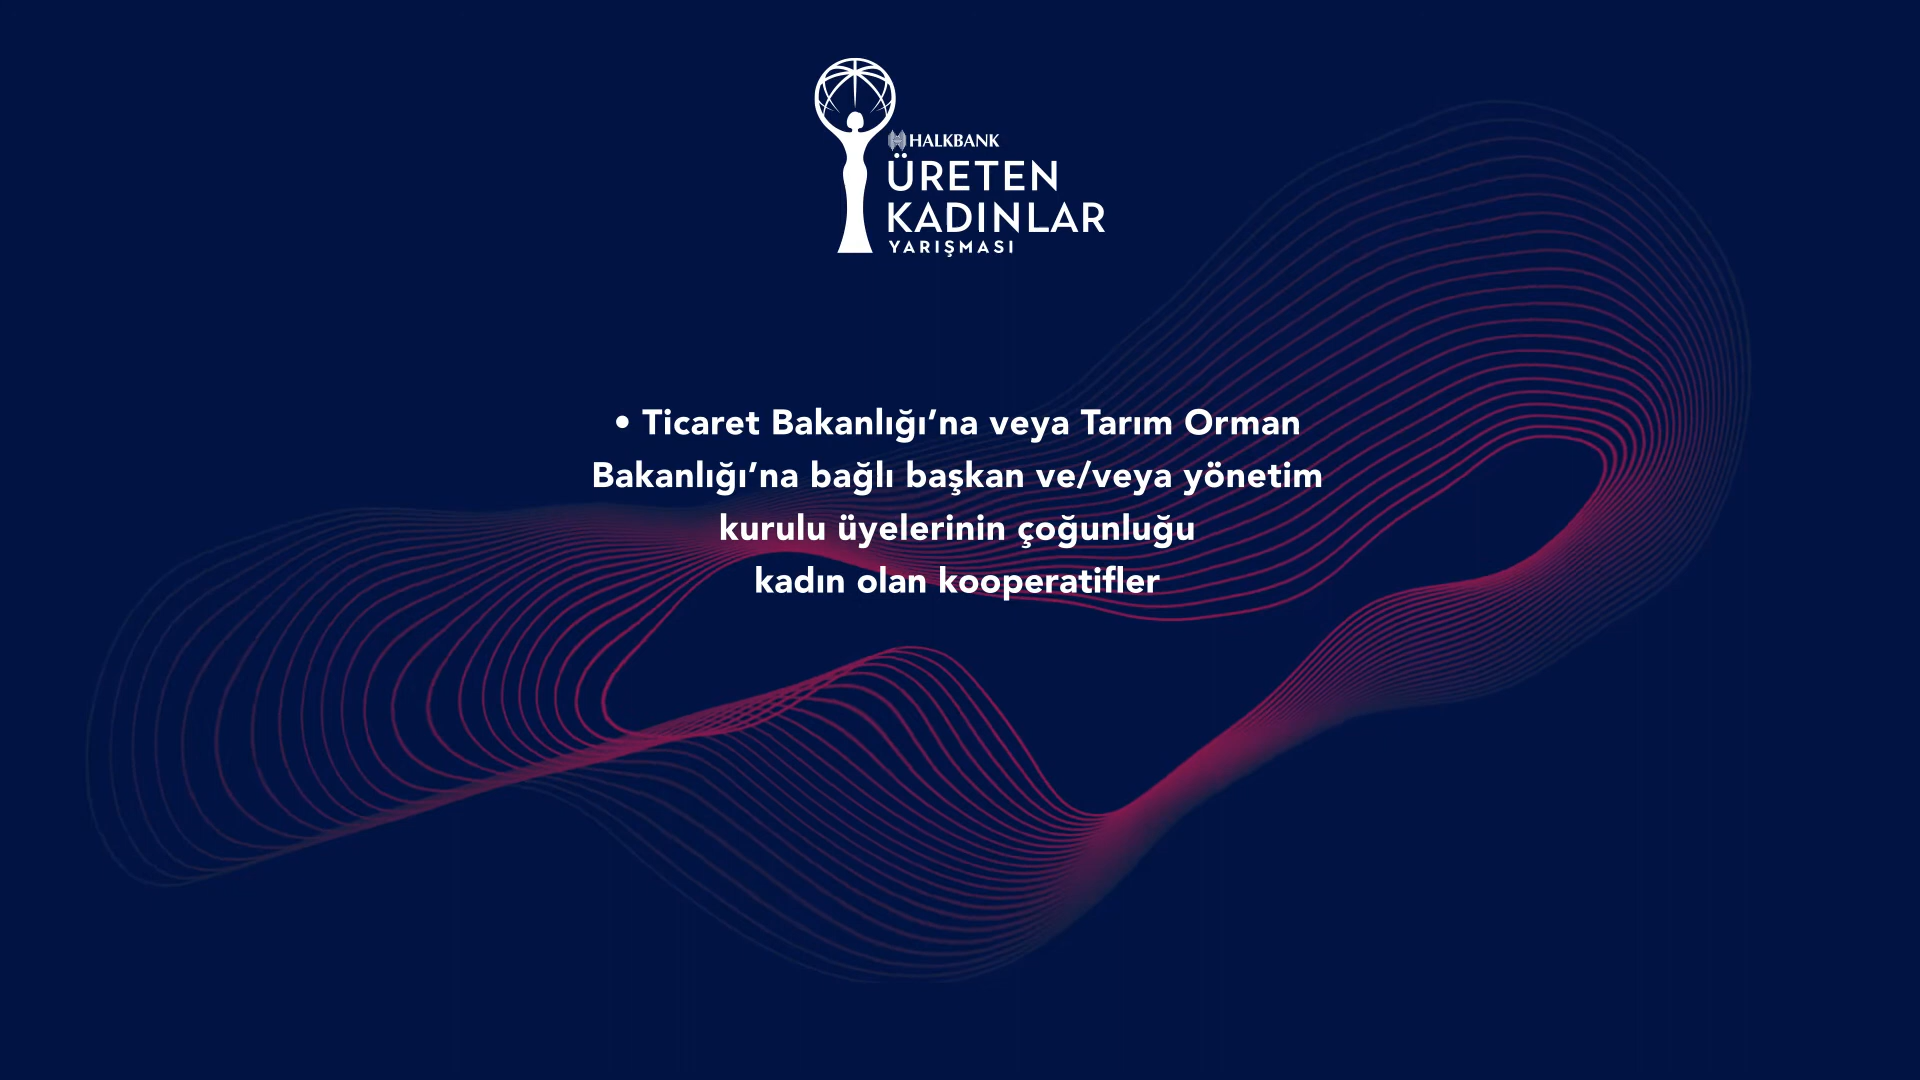 HALKBANK
ÜRETEN
KADINLAR
YARIŞMASI
• Ticaret Bakanlığı’na veya Tarım Orman
Bakanlığı’na bağlı başkan ve/veya yönetim
kurulu üyelerinin çoğunluğu
kadın olan kooperatifler